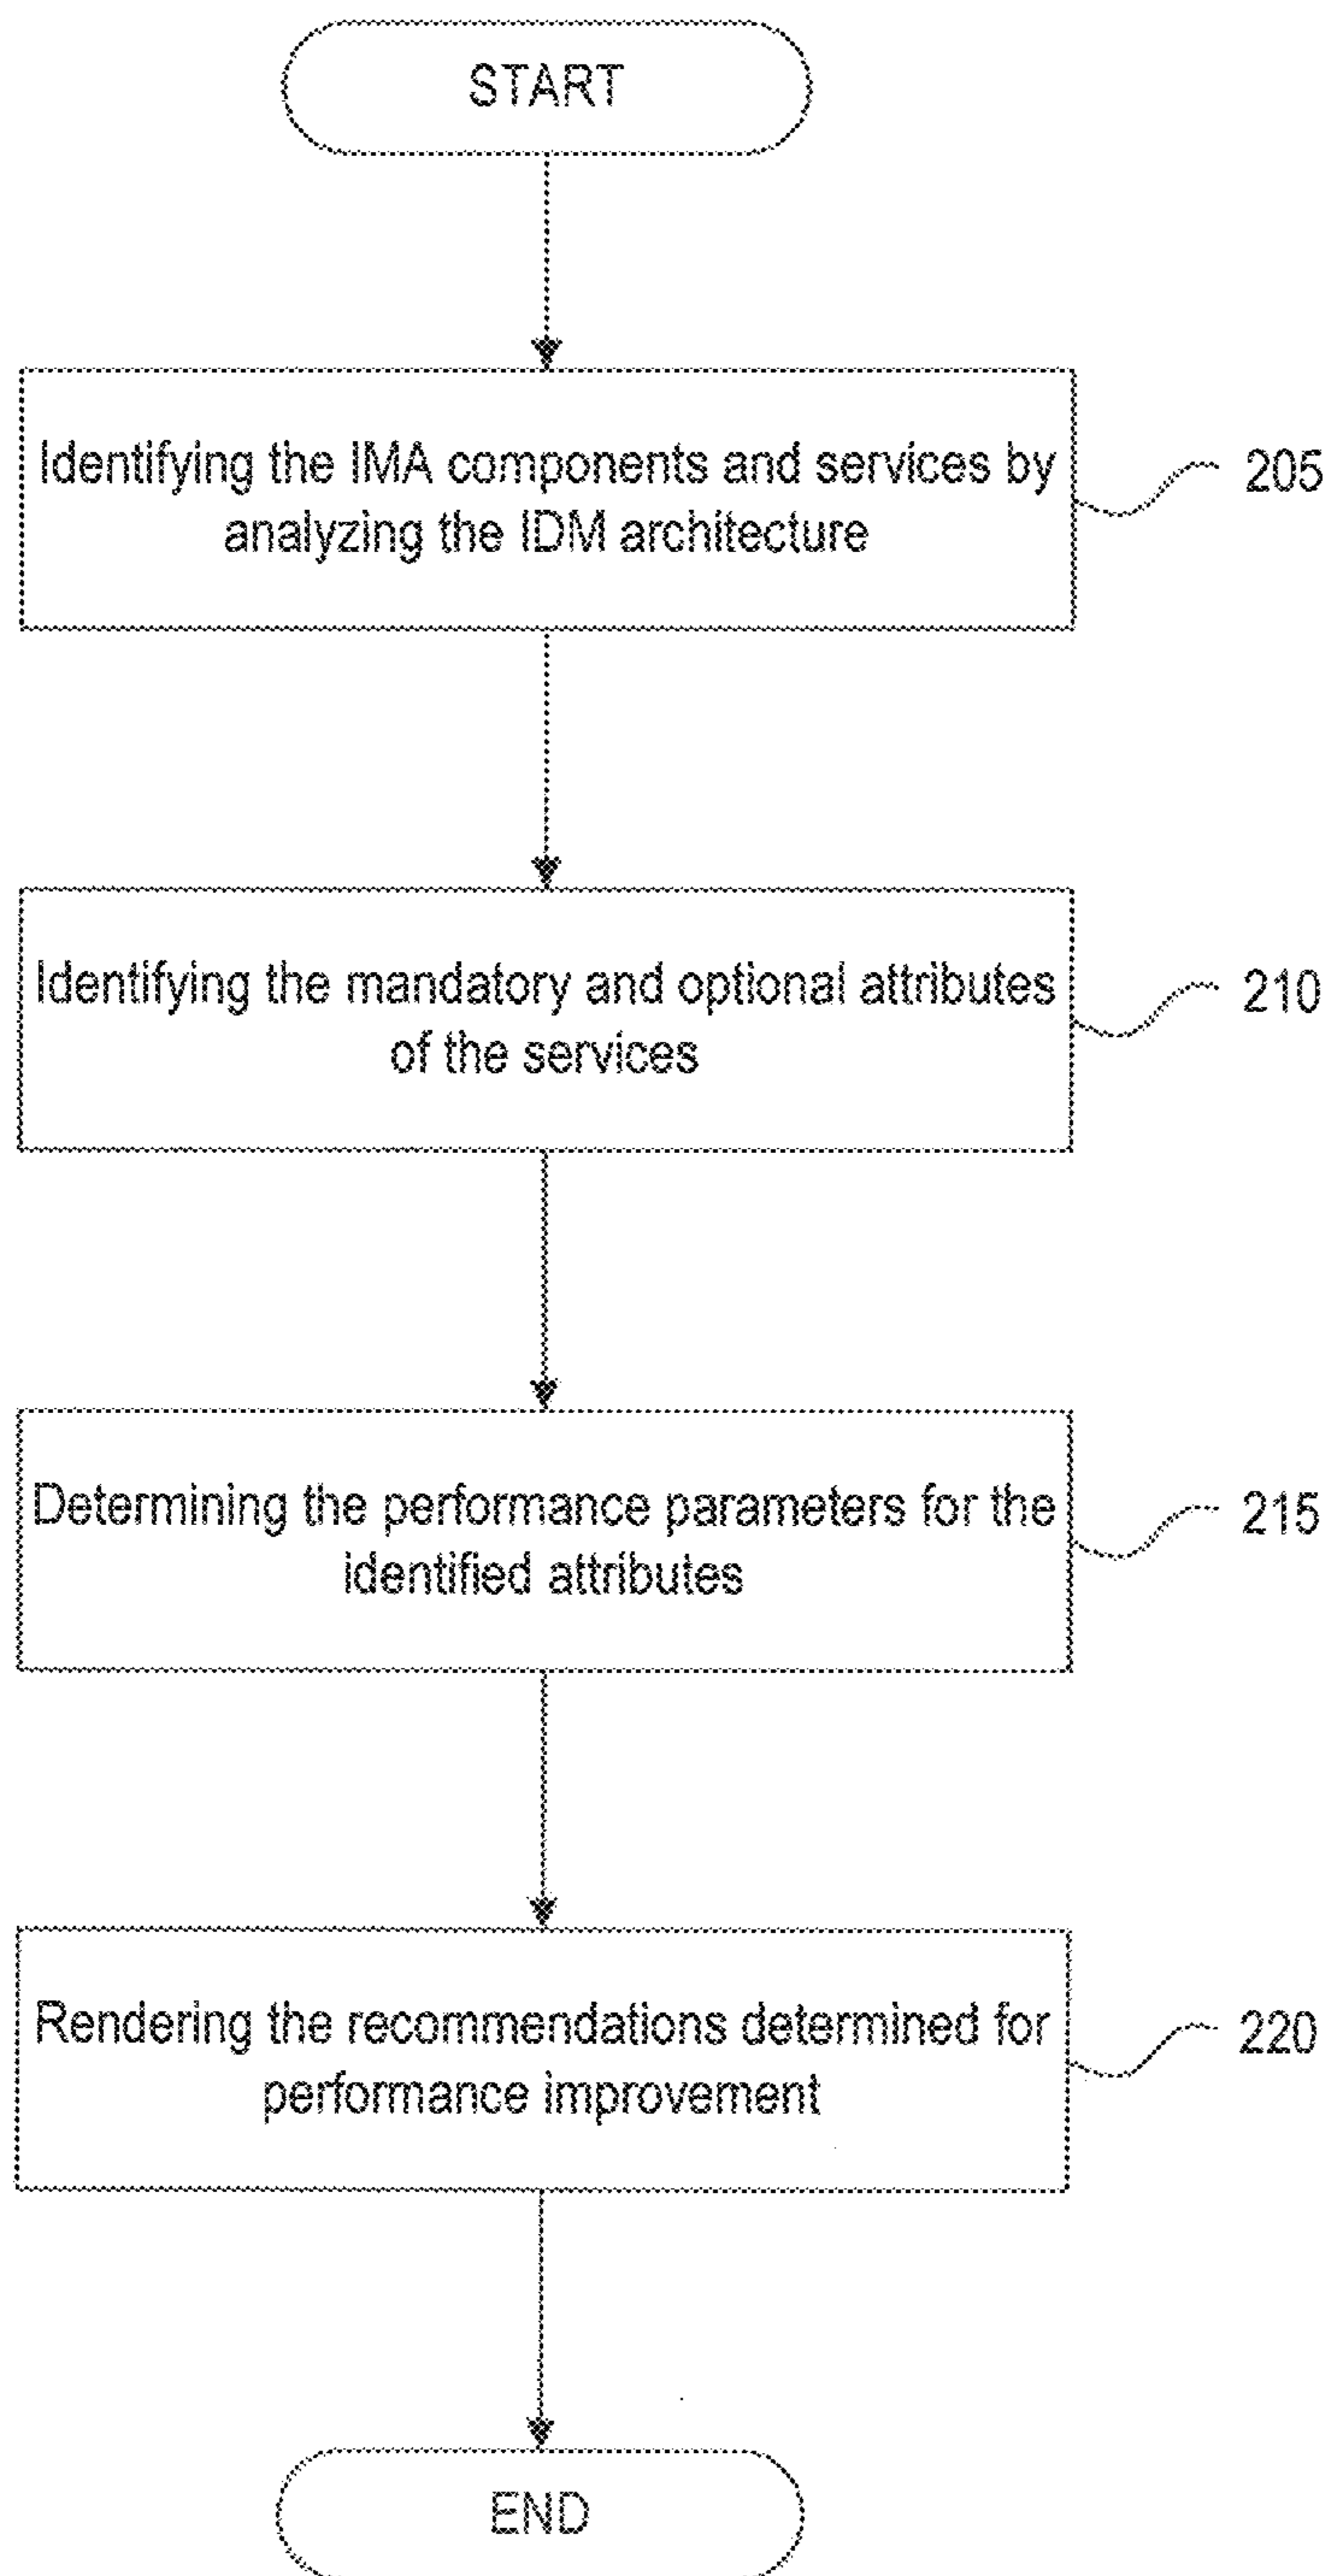 START
Identifying the IMA components and services by
analyzing the IDM architecture
205
Identifying the mandatory and optional attributes
of the services
210
Determining the performance parameters for the
identified attributes
215
Rendering the recommendations determined for
performance improvement
220
END